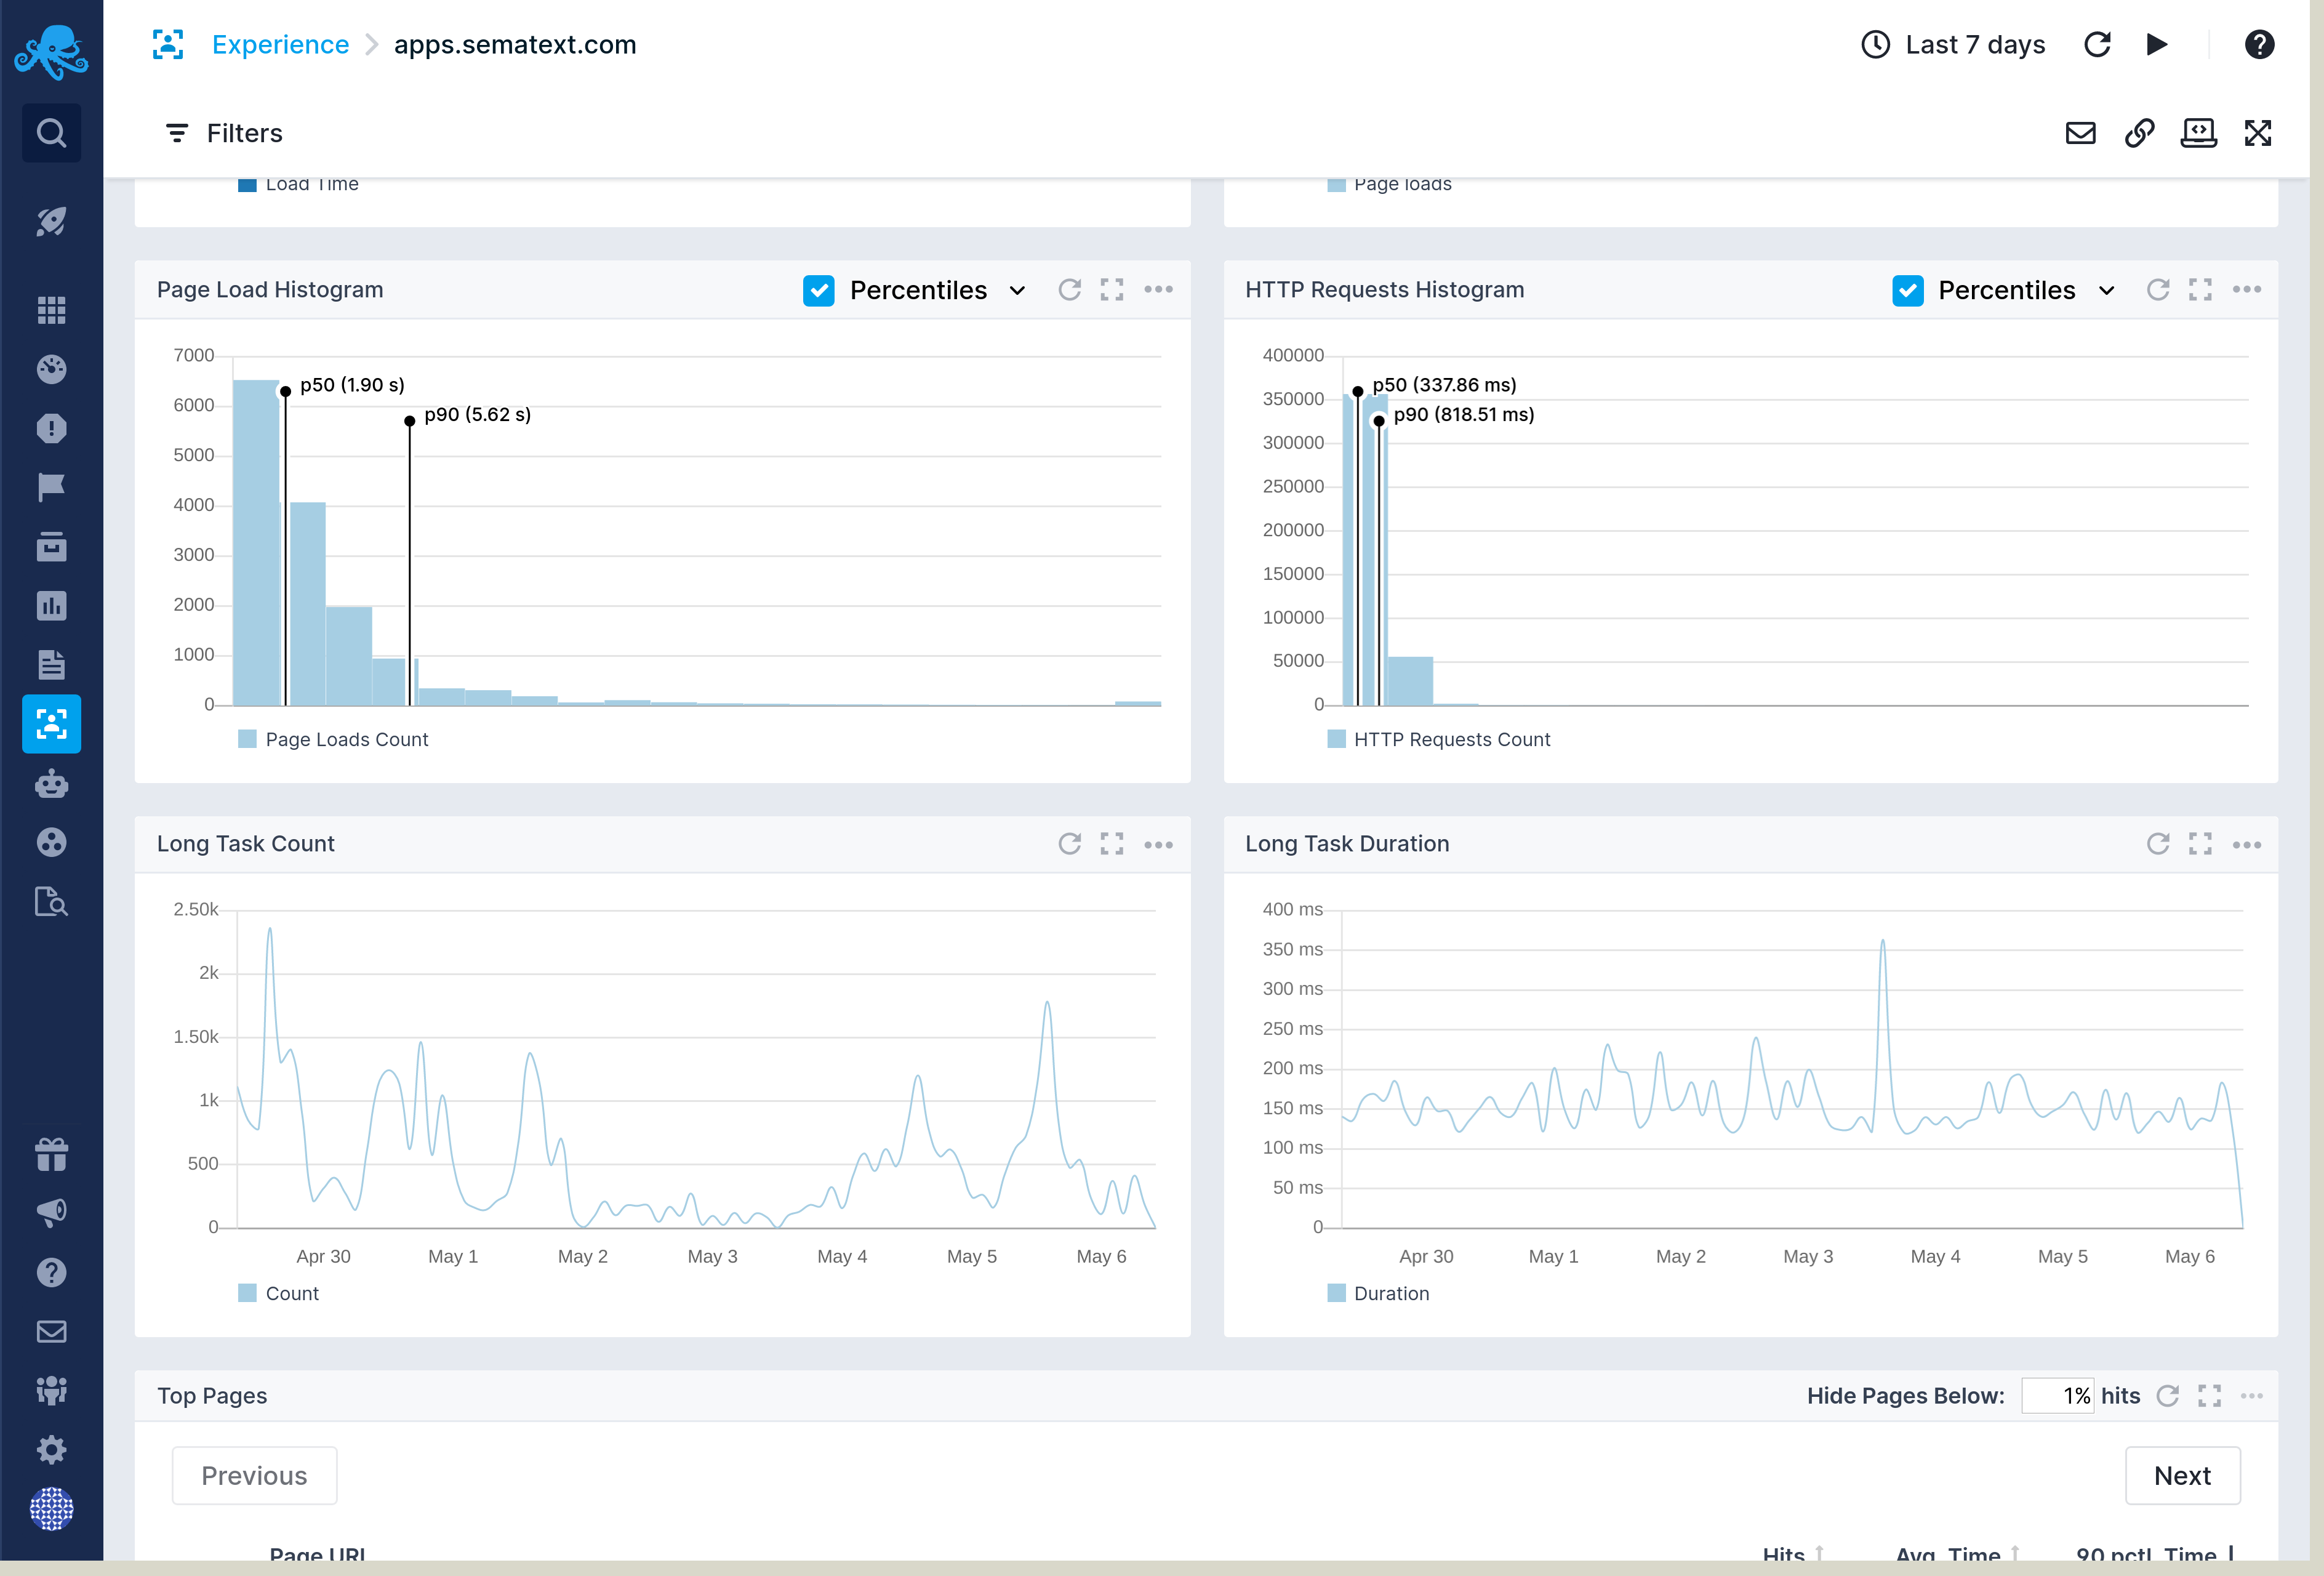 Experience > apps.sematext.com
Last 7 days
Filters
Load Time
Page loads
Page Load Histogram
Percentiles
7000
6000
5000
4000
3000
2000
1000
0
p50 (1.90 s)
p90 (5.62 s)
Page Loads Count
HTTP Requests Histogram
Percentiles
400000
350000
300000
250000
200000
150000
100000
50000
0
p50 (337.86 ms)
p90 (818.51 ms)
HTTP Requests Count
Long Task Count
2.50k
2k
1.50k
1k
500
0
Apr 30 May 1 May 2 May 3 May 4 May 5 May 6
Count
Long Task Duration
400 ms
350 ms
300 ms
250 ms
200 ms
150 ms
100 ms
50 ms
0
Apr 30 May 1 May 2 May 3 May 4 May 5 May 6
Duration
Top Pages
Hide Pages Below: 1% hits
Previous
Next
Page URL
Hits
Avg. Time
90 pctl. Time